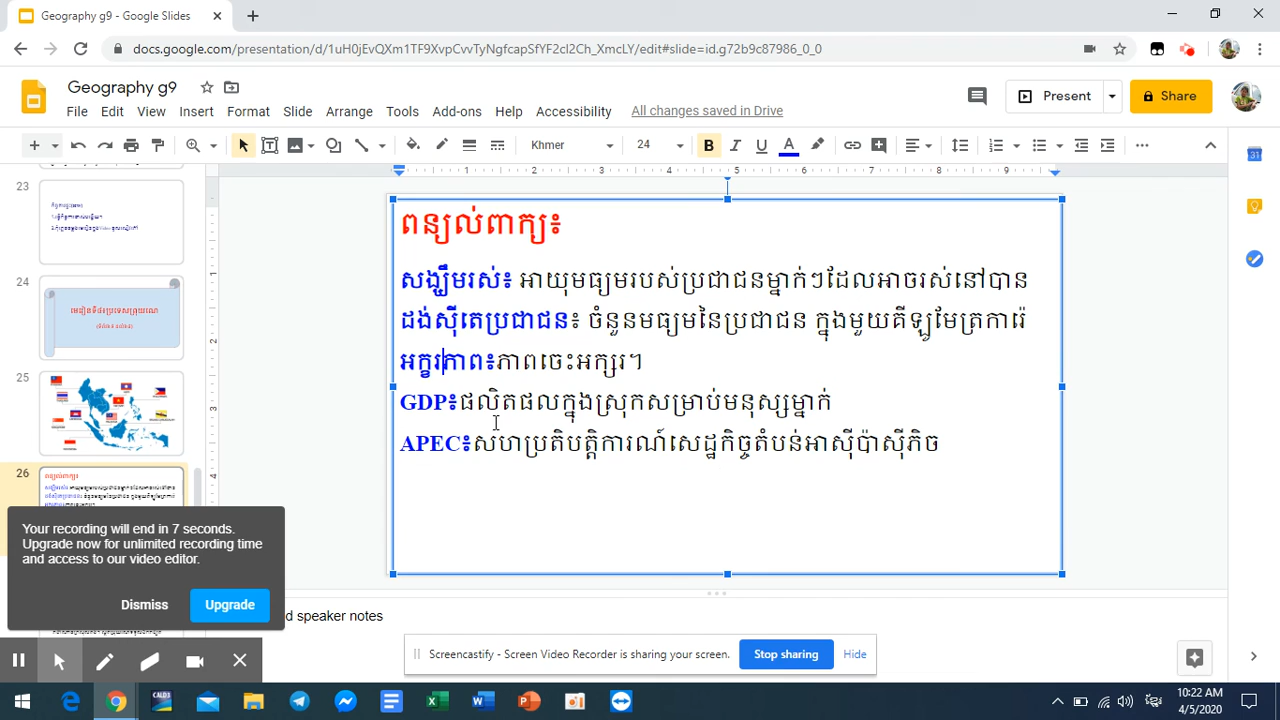 Geography g9 - Google Slides
docs.google.com/presentation/d/1uH0jEvQXm1TF9XvpCvvTyNgfcapSfYF2cl2Ch_XmcLY/edit#slide=id.g72b9c87986_0_0
Geography g9
File Edit View Insert Format Slide Arrange Tools Add-ons Help Accessibility All changes saved in Drive
Present
Share
Khmer
24
1 2 3 4 5 6 7 8 9
23
24
25
26
ពន្យល់ពាក្យ៖
សង្ឃឹមរស់៖ អាយុមធ្យមរបស់ប្រជាជនម្នាក់ៗដែលអាចរស់នៅបាន
ដង់ស៊ីតេប្រជាជន៖ ចំនួនមធ្យមនៃប្រជាជន ក្នុងមួយគីឡូមែត្រការ៉េ
អក្ខរភាព៖ភាពចេះអក្សរ។
GDP៖ផលិតផលក្នុងស្រុកសម្រាប់មនុស្សម្នាក់
APEC៖សហប្រតិបត្តិការណ៍សេដ្ឋកិច្ចតំបន់អាស៊ីប៉ាស៊ីភិច
Your recording will end in 7 seconds.
Upgrade now for unlimited recording time
and access to our video editor.
Dismiss
Upgrade
d speaker notes
Screencastify - Screen Video Recorder is sharing your screen.
Stop sharing
Hide
10:22 AM
4/5/2020